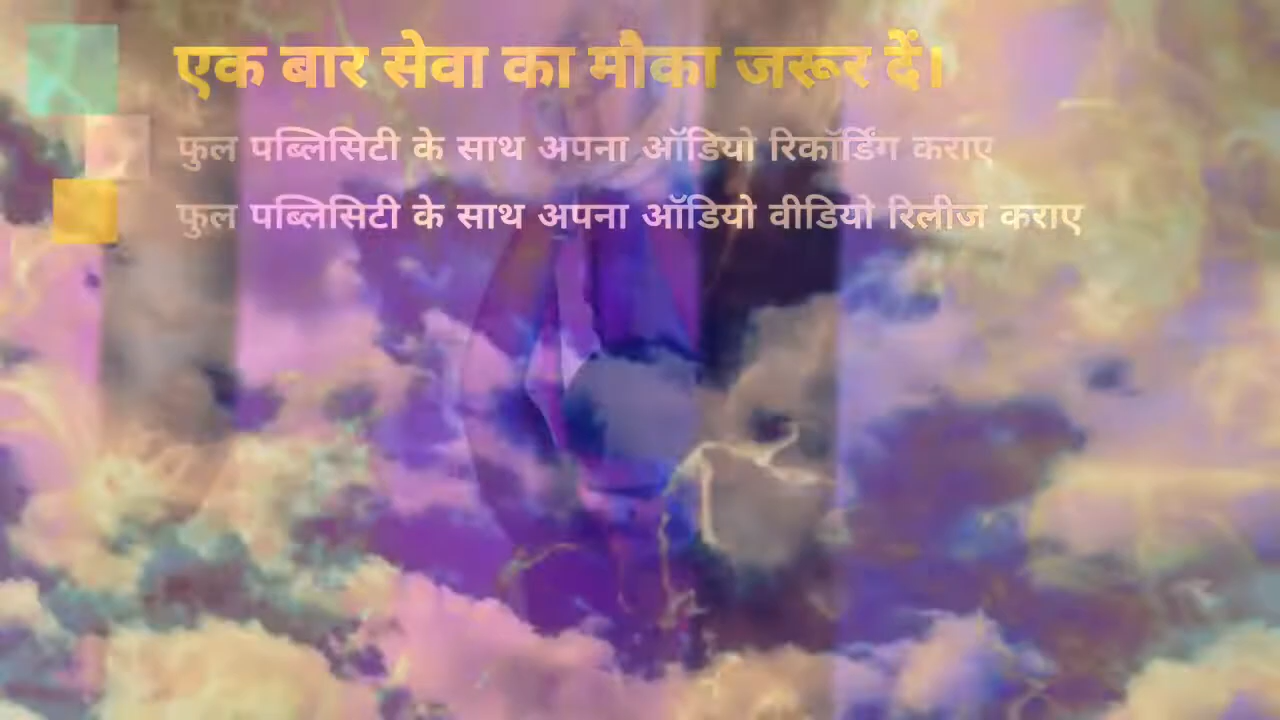 एक बार सेवा का मौका जरूर दें।
फुल पब्लिसिटी के साथ अपना ऑडियो रिकॉर्डिंग कराए
फुल पब्लिसिटी के साथ अपना ऑडियो वीडियो रिलीज कराए